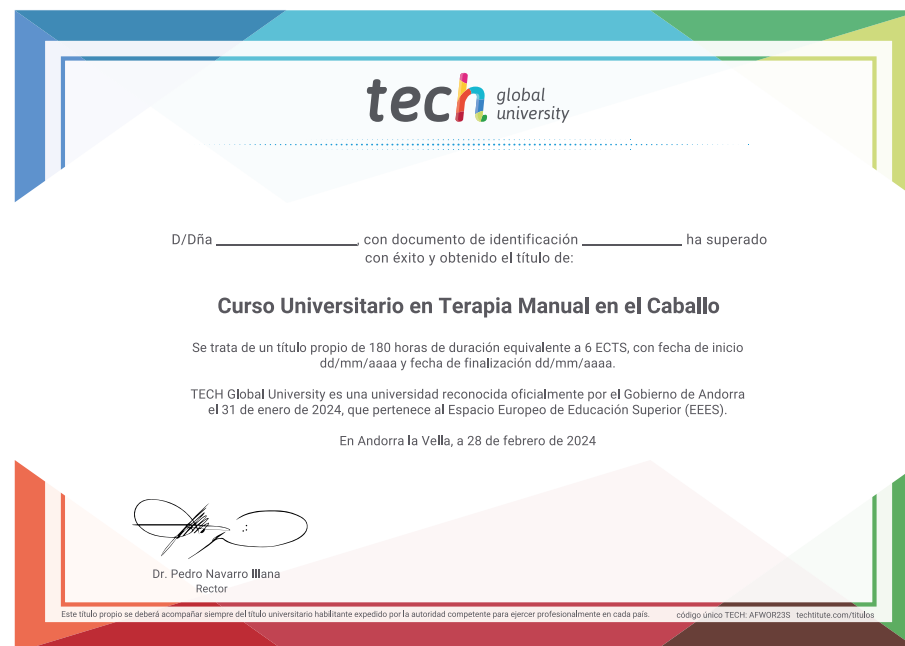 tech global university
D/Dña ____________________, con documento de identificación ______________ ha superado
con éxito y obtenido el título de:
Curso Universitario en Terapia Manual en el Caballo
Se trata de un título propio de 180 horas de duración equivalente a 6 ECTS, con fecha de inicio
dd/mm/aaaa y fecha de finalización dd/mm/aaaa.
TECH Global University es una universidad reconocida oficialmente por el Gobierno de Andorra
el 31 de enero de 2024, que pertenece al Espacio Europeo de Educación Superior (EEES).
En Andorra la Vella, a 28 de febrero de 2024
Dr. Pedro Navarro Illana
Rector
Este título propio se deberá acompañar siempre del título universitario habilitante expedido por la autoridad competente para ejercer profesionalmente en cada país. código único TECH: AFWOR23S techtitute.com/titulos